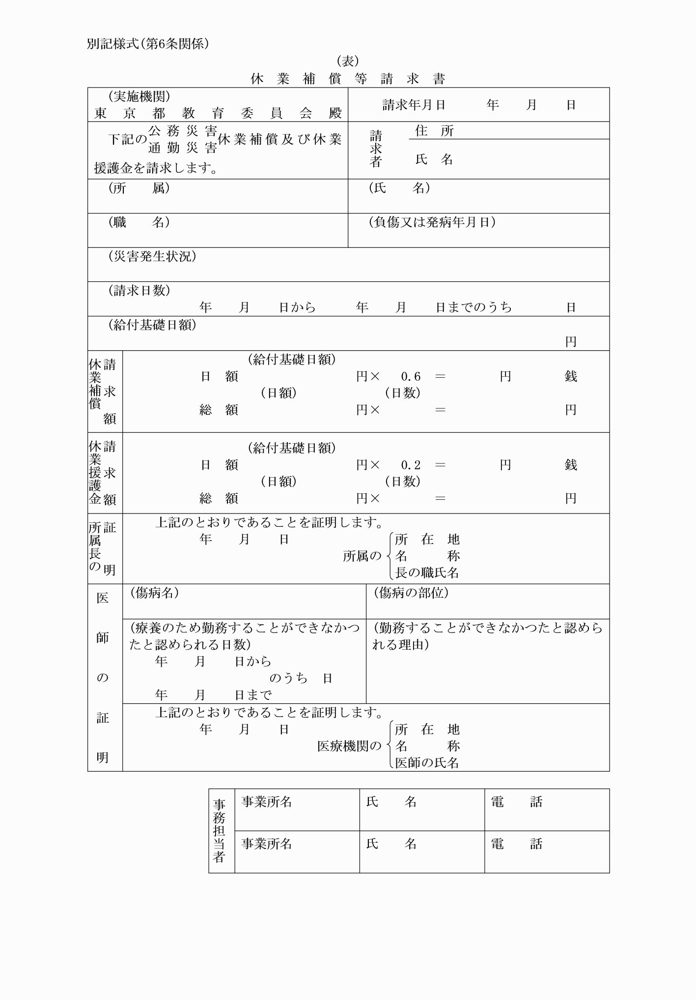 別記様式（第6条関係）
（表）
休　業　補　償　等　請　求　書
（実施機関）
東　京　都　教　育　委　員　会　殿
請求年月日　　　年　　月　　日
下記の公務災害休業補償及び休業
通勤災害
援護金を請求します。
請求者
住　所
氏　名
（所　　属）
（氏　　名）
（職　　名）
（負傷又は発病年月日）
（災害発生状況）
（請求日数）
年　　月　　日から　　　年　　月　　日までのうち　　　　日
（給付基礎日額）
円
休業補償
請求額
（給付基礎日額）
日　額　　　　　　　　　円×　0.6　＝　　　　円　　　　銭
（日額）　　　　　　　（日数）
総　額　　　　　　　　　円×　　　　＝　　　　　　　　　円
休業援護金
請求額
（給付基礎日額）
日　額　　　　　　　　　円×　0.2　＝　　　　円　　　　銭
（日額）　　　　　　　（日数）
総　額　　　　　　　　　円×　　　　＝　　　　　　　　　円
所属長の
証明
上記のとおりであることを証明します。
年　　月　　日
所　在　地
所属の　名　　　称
長の職氏名
医師の証明
（傷病名）
（傷病の部位）
（療養のため勤務することができなかつ
たと認められる日数）
年　　月　　日から
のうち　日
年　　月　　日まで
（勤務することができなかつたと認めら
れる理由）
上記のとおりであることを証明します。
年　　月　　日
所　在　地
医療機関の　名　　　称
医師の氏名
事務担当者
事業所名　　　　　氏　　名　　　　　電　　話
事業所名　　　　　氏　　名　　　　　電　　話